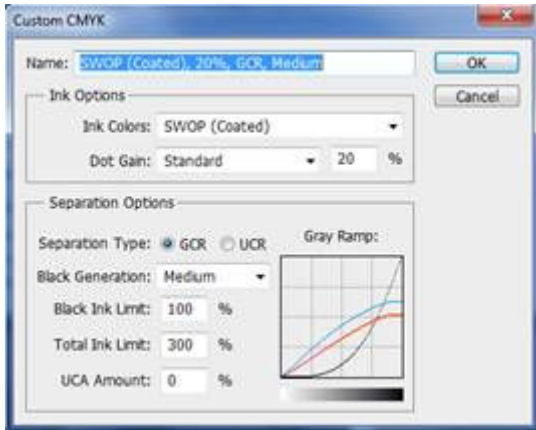 Custom CMYK
Name: SWOP (Coated), 20%, GCR, Medium
OK
Cancel
Ink Options
Ink Colors: SWOP (Coated)
Dot Gain: Standard 20 %
Separation Options
Separation Type: GCR UCR
Gray Ramp:
Black Generation: Medium
Black Ink Limit: 100 %
Total Ink Limit: 300 %
UCA Amount: 0 %